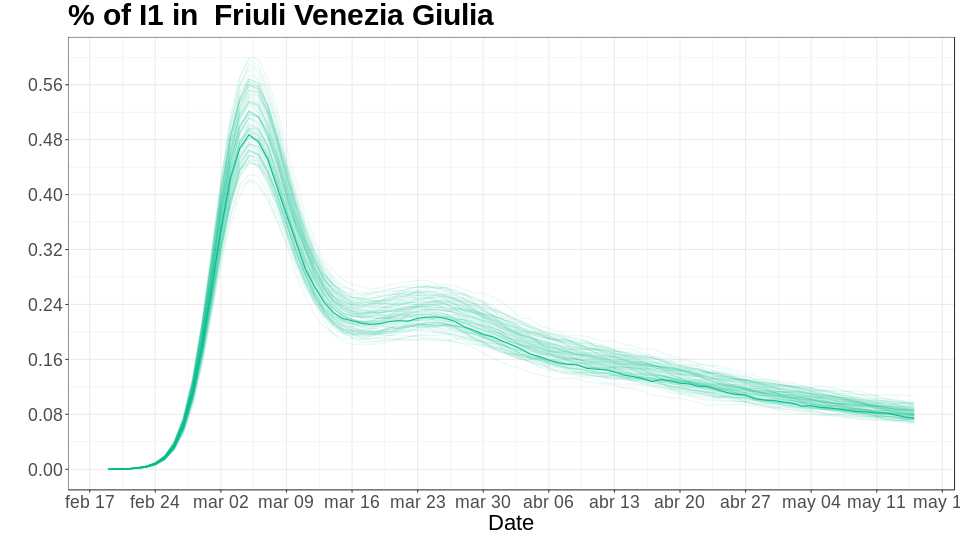 % of I1 in  Friuli Venezia Giulia
0.56
0.48
0.40
0.32
0.24
0.16
0.08
0.00
feb 17 feb 24 mar 02 mar 09 mar 16 mar 23 mar 30 abr 06 abr 13 abr 20 abr 27 may 04 may 11 may 1
Date